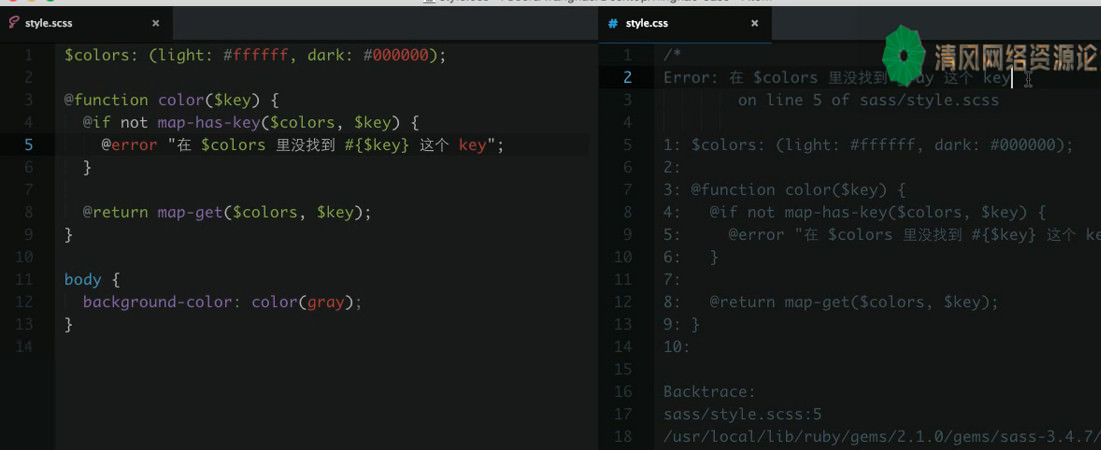 style.scss
1 $colors: (light: #ffffff, dark: #000000);
2
3 @function color($key) {
4 @if not map-has-key($colors, $key) {
5 @error "在 $colors 里没找到 #{$key} 这个 key";
6 }
7
8 @return map-get($colors, $key);
9 }
10
11 body {
12 background-color: color(gray);
13 }
14
style.css
清风网络资源论
1 /*
2 Error: 在 $colors 里没找到 这个 key
3 on line 5 of sass/style.scss
4
5 1: $colors: (light: #ffffff, dark: #000000);
6 2:
7 3: @function color($key) {
8 4: @if not map-has-key($colors, $key) {
9 5: @error "在 $colors 里没找到 #{$key} 这个 ke
10 6: }
11 7:
12 8: @return map-get($colors, $key);
13 9: }
14 10:
15
16 Backtrace:
17 sass/style.scss:5
18 /usr/local/lib/ruby/gems/2.1.0/gems/sass-3.4.7/